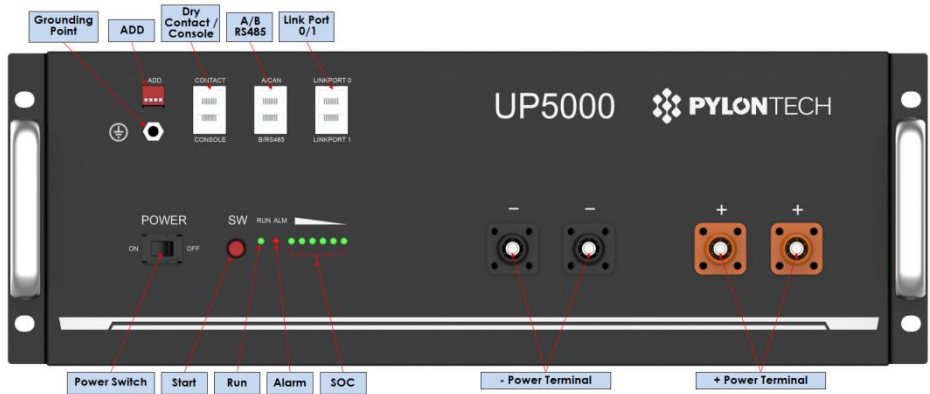 Grounding
Point
ADD
Dry
Contact /
Console
A/B
RS485
Link Port
0/1
ADD
CONTACT
A/CAN
LINKPORT 0
CONSOLE
B/RS485
LINKPORT 1
UP5000
PYLONTECH
POWER
ON
OFF
SW
RUN ALM
− −
+ +
Power Switch
Start
Run
Alarm
SOC
- Power Terminal
+ Power Terminal